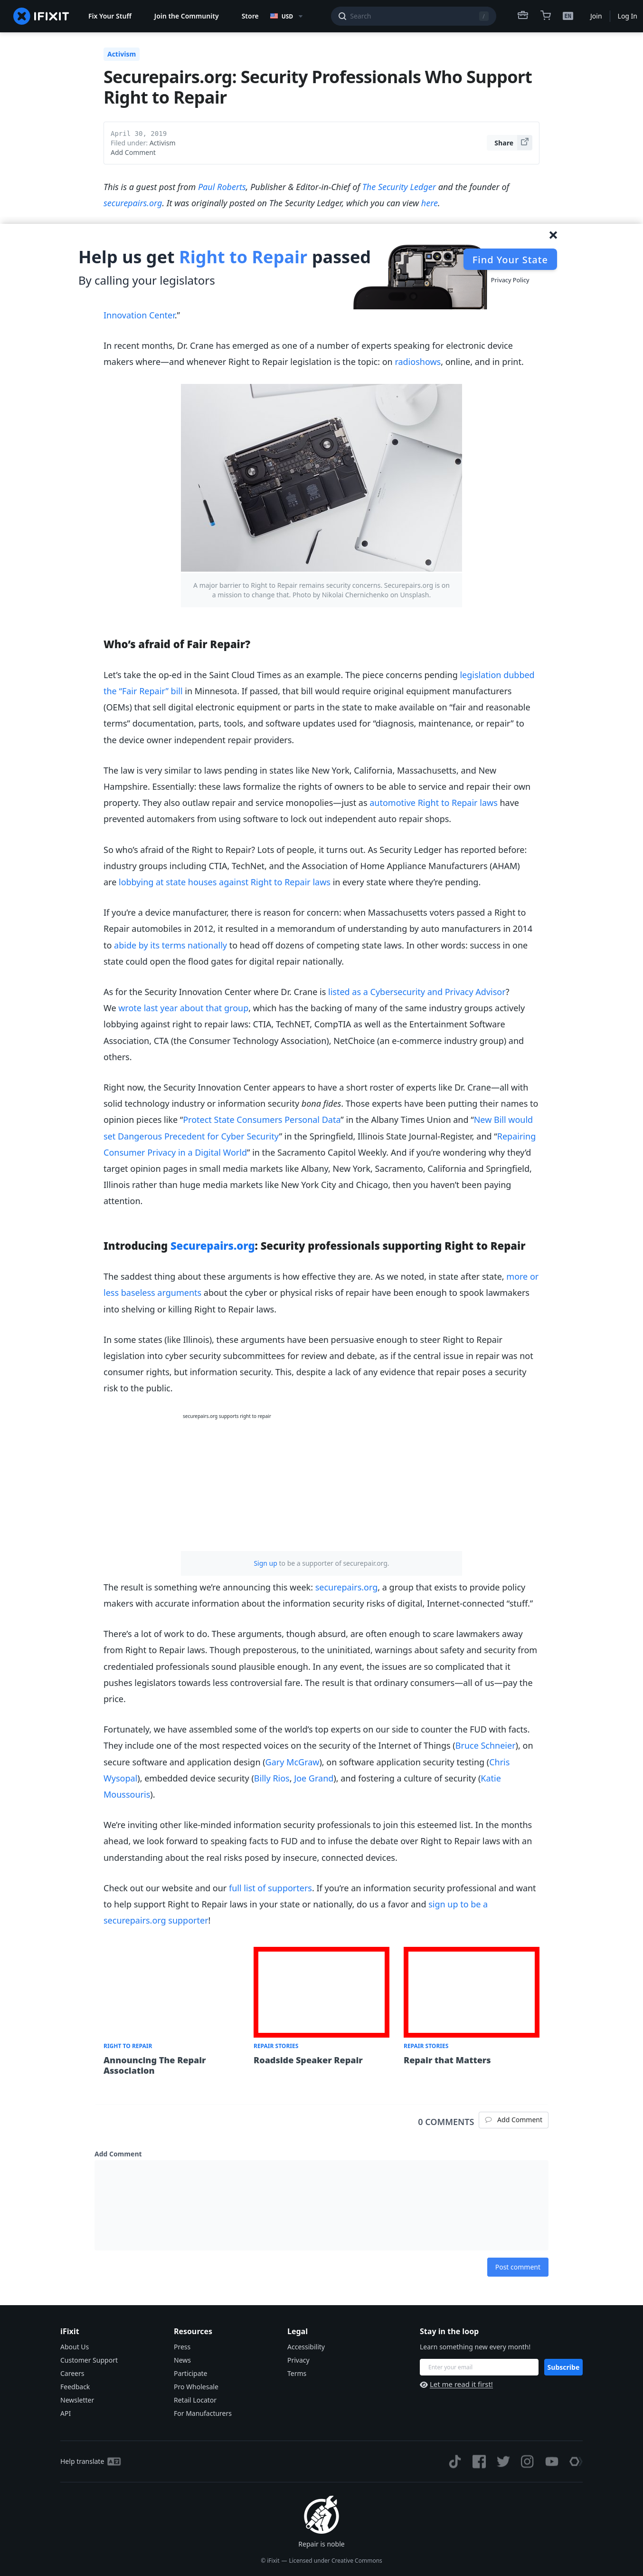 IFIXIT
Fix Your Stuff
Join the Community
Store
USD
Search
/
EN
Join
Log In
Activism
Securepairs.org: Security Professionals Who Support
Right to Repair
April 30, 2019
Filed under: Activism
Add Comment
Share
This is a guest post from Paul Roberts, Publisher & Editor-in-Chief of The Security Ledger and the founder of
securepairs.org. It was originally posted on The Security Ledger, which you can view here.
Help us get Right to Repair passed
By calling your legislators
Find Your State
Privacy Policy
Innovation Center.”
In recent months, Dr. Crane has emerged as one of a number of experts speaking for electronic device
makers where—and whenever Right to Repair legislation is the topic: on radioshows, online, and in print.
A major barrier to Right to Repair remains security concerns. Securepairs.org is on
a mission to change that. Photo by Nikolai Chernichenko on Unsplash.
Who’s afraid of Fair Repair?
Let’s take the op-ed in the Saint Cloud Times as an example. The piece concerns pending legislation dubbed
the “Fair Repair” bill in Minnesota. If passed, that bill would require original equipment manufacturers
(OEMs) that sell digital electronic equipment or parts in the state to make available on “fair and reasonable
terms” documentation, parts, tools, and software updates used for “diagnosis, maintenance, or repair” to
the device owner independent repair providers.
The law is very similar to laws pending in states like New York, California, Massachusetts, and New
Hampshire. Essentially: these laws formalize the rights of owners to be able to service and repair their own
property. They also outlaw repair and service monopolies—just as automotive Right to Repair laws have
prevented automakers from using software to lock out independent auto repair shops.
So who’s afraid of the Right to Repair? Lots of people, it turns out. As Security Ledger has reported before:
industry groups including CTIA, TechNet, and the Association of Home Appliance Manufacturers (AHAM)
are lobbying at state houses against Right to Repair laws in every state where they’re pending.
If you’re a device manufacturer, there is reason for concern: when Massachusetts voters passed a Right to
Repair automobiles in 2012, it resulted in a memorandum of understanding by auto manufacturers in 2014
to abide by its terms nationally to head off dozens of competing state laws. In other words: success in one
state could open the flood gates for digital repair nationally.
As for the Security Innovation Center where Dr. Crane is listed as a Cybersecurity and Privacy Advisor?
We wrote last year about that group, which has the backing of many of the same industry groups actively
lobbying against right to repair laws: CTIA, TechNET, CompTIA as well as the Entertainment Software
Association, CTA (the Consumer Technology Association), NetChoice (an e-commerce industry group) and
others.
Right now, the Security Innovation Center appears to have a short roster of experts like Dr. Crane—all with
solid technology industry or information security bona fides. Those experts have been putting their names to
opinion pieces like “Protect State Consumers Personal Data” in the Albany Times Union and “New Bill would
set Dangerous Precedent for Cyber Security” in the Springfield, Illinois State Journal-Register, and “Repairing
Consumer Privacy in a Digital World” in the Sacramento Capitol Weekly. And if you’re wondering why they’d
target opinion pages in small media markets like Albany, New York, Sacramento, California and Springfield,
Illinois rather than huge media markets like New York City and Chicago, then you haven’t been paying
attention.
Introducing Securepairs.org: Security professionals supporting Right to Repair
The saddest thing about these arguments is how effective they are. As we noted, in state after state, more or
less baseless arguments about the cyber or physical risks of repair have been enough to spook lawmakers
into shelving or killing Right to Repair laws.
In some states (like Illinois), these arguments have been persuasive enough to steer Right to Repair
legislation into cyber security subcommittees for review and debate, as if the central issue in repair was not
consumer rights, but information security. This, despite a lack of any evidence that repair poses a security
risk to the public.
securepairs.org supports right to repair
Sign up to be a supporter of securepair.org.
The result is something we’re announcing this week: securepairs.org, a group that exists to provide policy
makers with accurate information about the information security risks of digital, Internet-connected “stuff.”
There’s a lot of work to do. These arguments, though absurd, are often enough to scare lawmakers away
from Right to Repair laws. Though preposterous, to the uninitiated, warnings about safety and security from
credentialed professionals sound plausible enough. In any event, the issues are so complicated that it
pushes legislators towards less controversial fare. The result is that ordinary consumers—all of us—pay the
price.
Fortunately, we have assembled some of the world’s top experts on our side to counter the FUD with facts.
They include one of the most respected voices on the security of the Internet of Things (Bruce Schneier), on
secure software and application design (Gary McGraw), on software application security testing (Chris
Wysopal), embedded device security (Billy Rios, Joe Grand), and fostering a culture of security (Katie
Moussouris).
We’re inviting other like-minded information security professionals to join this esteemed list. In the months
ahead, we look forward to speaking facts to FUD and to infuse the debate over Right to Repair laws with an
understanding about the real risks posed by insecure, connected devices.
Check out our website and our full list of supporters. If you’re an information security professional and want
to help support Right to Repair laws in your state or nationally, do us a favor and sign up to be a
securepairs.org supporter!
RIGHT TO REPAIR
Announcing The Repair
Association
REPAIR STORIES
Roadside Speaker Repair
REPAIR STORIES
Repair that Matters
0 COMMENTS
Add Comment
Add Comment
Post comment
iFixit
About Us
Customer Support
Careers
Feedback
Newsletter
API
Resources
Press
News
Participate
Pro Wholesale
Retail Locator
For Manufacturers
Legal
Accessibility
Privacy
Terms
Stay in the loop
Learn something new every month!
Enter your email
Subscribe
Let me read it first!
Help translate
Repair is noble
© iFixit — Licensed under Creative Commons